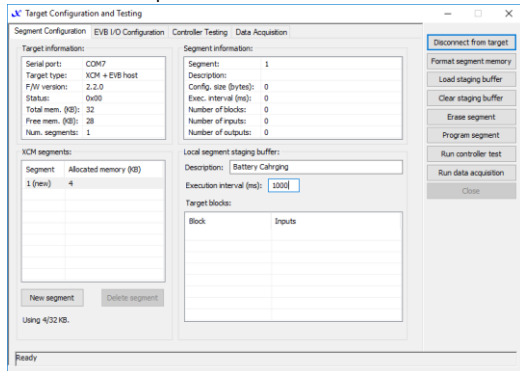 Target Configuration and Testing
Segment Configuration EVB I/O Configuration Controller Testing Data Acquisition
Target information:
Serial port: COM7
Target type: XCM + EVB host
F/W version: 2.2.0
Status: 0x00
Total mem. (KB): 32
Free mem. (KB): 28
Num. segments: 1
Segment information:
Segment: 1
Description:
Config. size (bytes): 0
Exec. interval (ms): 0
Number of blocks: 0
Number of inputs: 0
Number of outputs: 0
XCM segments:
Segment Allocated memory (KB)
1 (new) 4
New segment Delete segment
Using 4/32 KB.
Local segment staging buffer:
Description: Battery Cahrging
Execution interval (ms): 1000
Target blocks:
Block Inputs
Disconnect from target
Format segment memory
Load staging buffer
Clear staging buffer
Erase segment
Program segment
Run controller test
Run data acquisition
Close
Ready